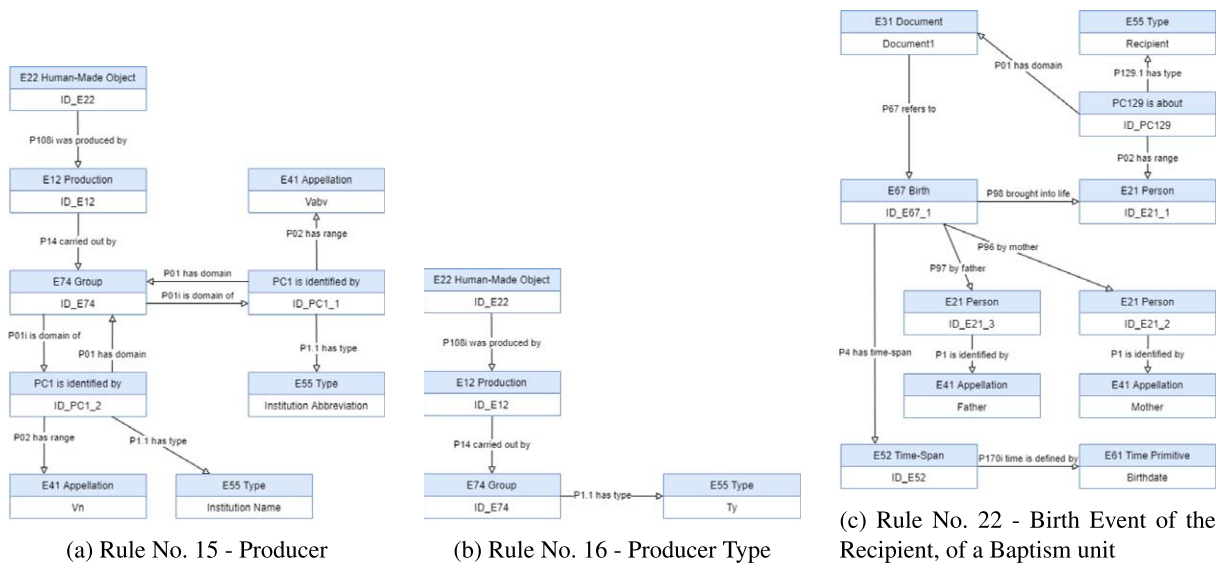 E22 Human-Made Object
ID_E22
P108i was produced by
E12 Production
ID_E12
E41 Appellation
Vabv
P14 carried out by
P02 has range
E74 Group
ID_E74
P01 has domain
P01i is domain of
PC1 is identified by
ID_PC1_1
P01i is domain of
P01 has domain
P1.1 has type
PC1 is identified by
ID_PC1_2
E55 Type
Institution Abbreviation
P02 has range
P1.1 has type
E41 Appellation
Vn
E55 Type
Institution Name
(a) Rule No. 15 - Producer
E22 Human-Made Object
ID_E22
P108i was produced by
E12 Production
ID_E12
P14 carried out by
E74 Group
ID_E74
P1.1 has type
E55 Type
Ty
(b) Rule No. 16 - Producer Type
E31 Document
Document1
E55 Type
Recipient
P01 has domain
P129.1 has type
PC129 is about
ID_PC129
P67 refers to
P02 has range
E67 Birth
ID_E67_1
P98 brought into life
E21 Person
ID_E21_1
P96 by mother
P97 by father
E21 Person
ID_E21_3
E21 Person
ID_E21_2
P4 has time-span
P1 is identified by
P1 is identified by
E41 Appellation
Father
E41 Appellation
Mother
E52 Time-Span
ID_E52
P170i time is defined by
E61 Time Primitive
Birthdate
(c) Rule No. 22 - Birth Event of the
Recipient, of a Baptism unit